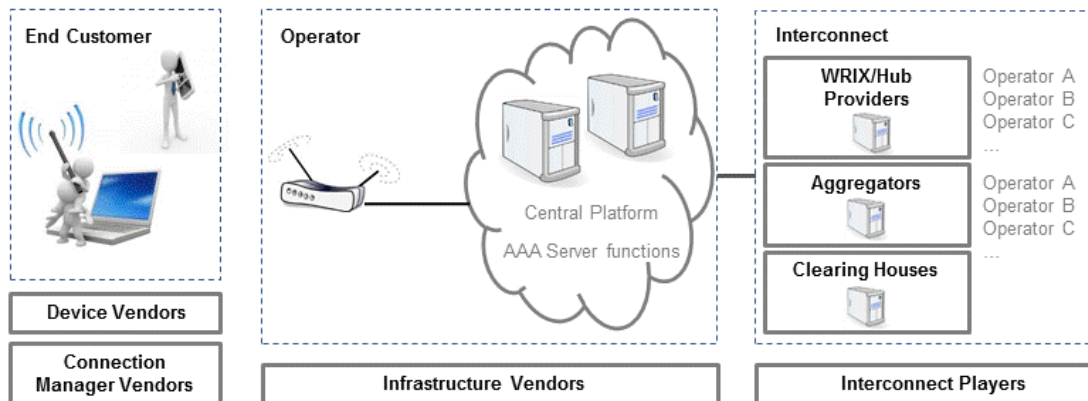 End Customer
Operator
Interconnect
WRIX/Hub
Providers
Operator A
Operator B
Operator C
...
Central Platform
AAA Server functions
Aggregators
Operator A
Operator B
Operator C
...
Clearing Houses
Device Vendors
Connection
Manager Vendors
Infrastructure Vendors
Interconnect Players